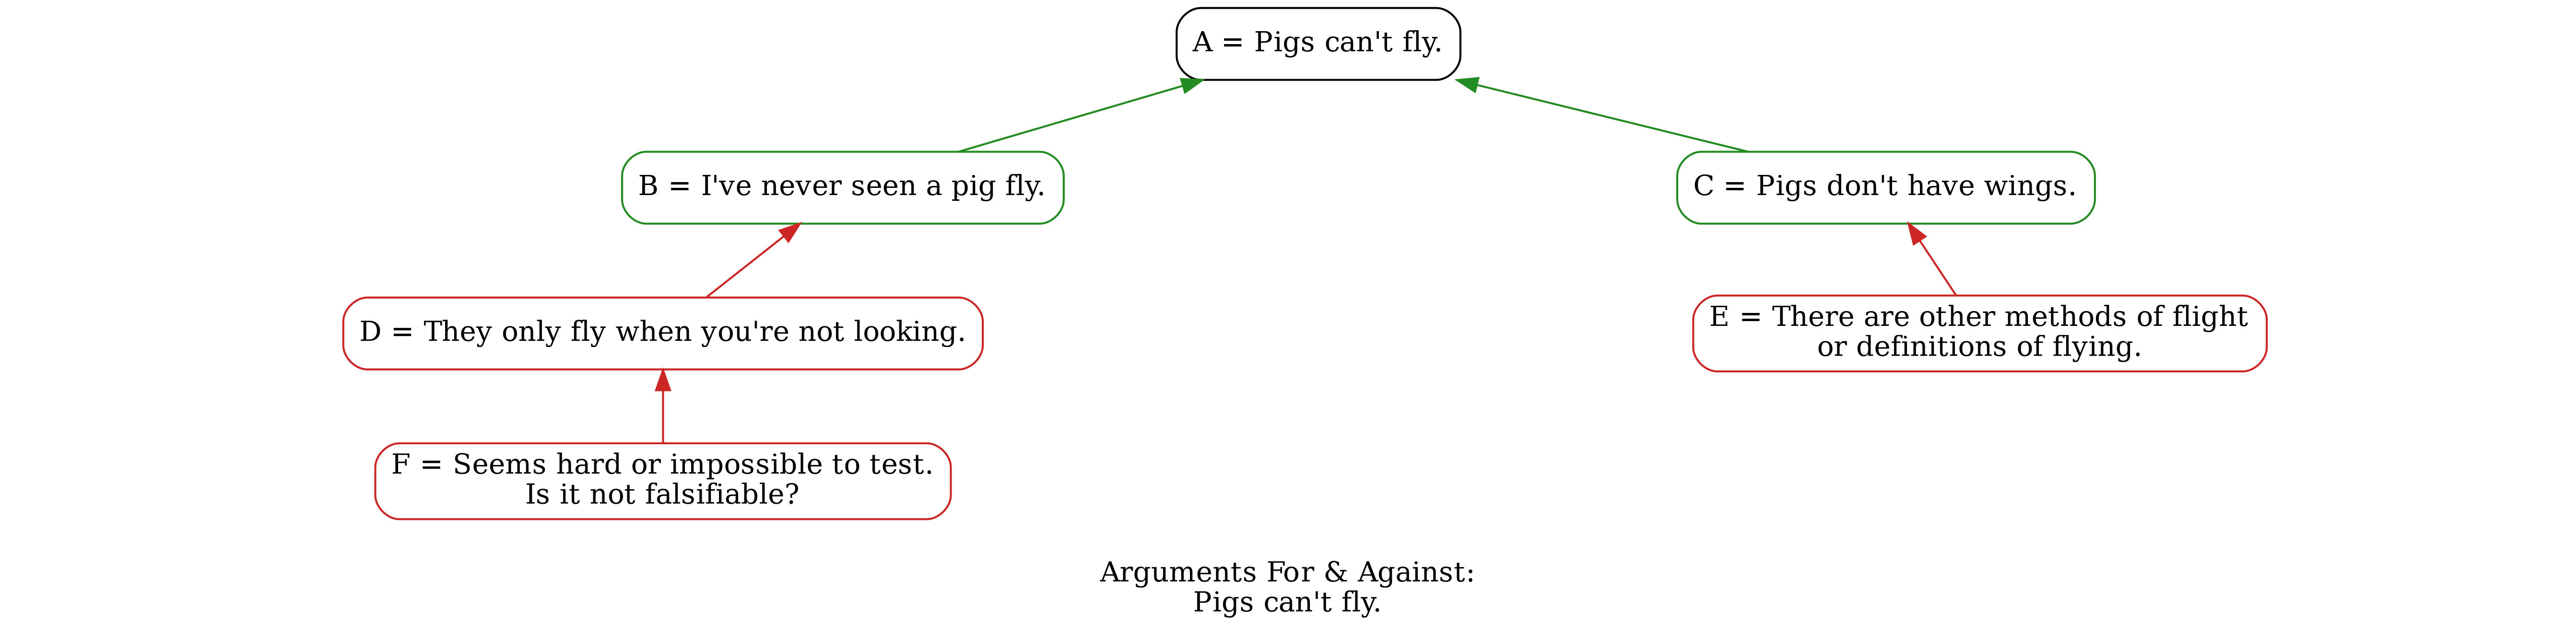 A = Pigs can't fly.
B = I've never seen a pig fly.
C = Pigs don't have wings.
D = They only fly when you're not looking.
E = There are other methods of flight
or definitions of flying.
F = Seems hard or impossible to test.
Is it not falsifiable?
Arguments For & Against:
Pigs can't fly.